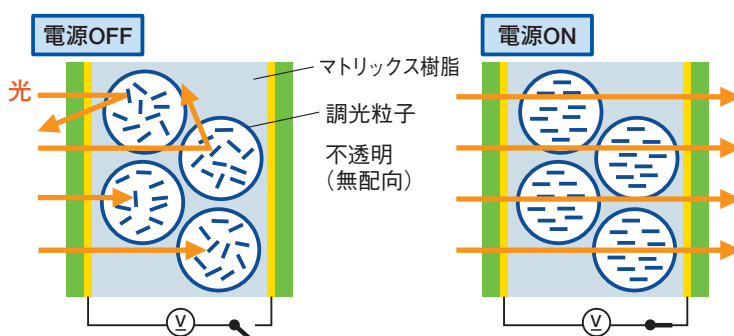 電源OFF
電源ON
光
マトリックス樹脂
調光粒子
不透明
（無配向）
V
V